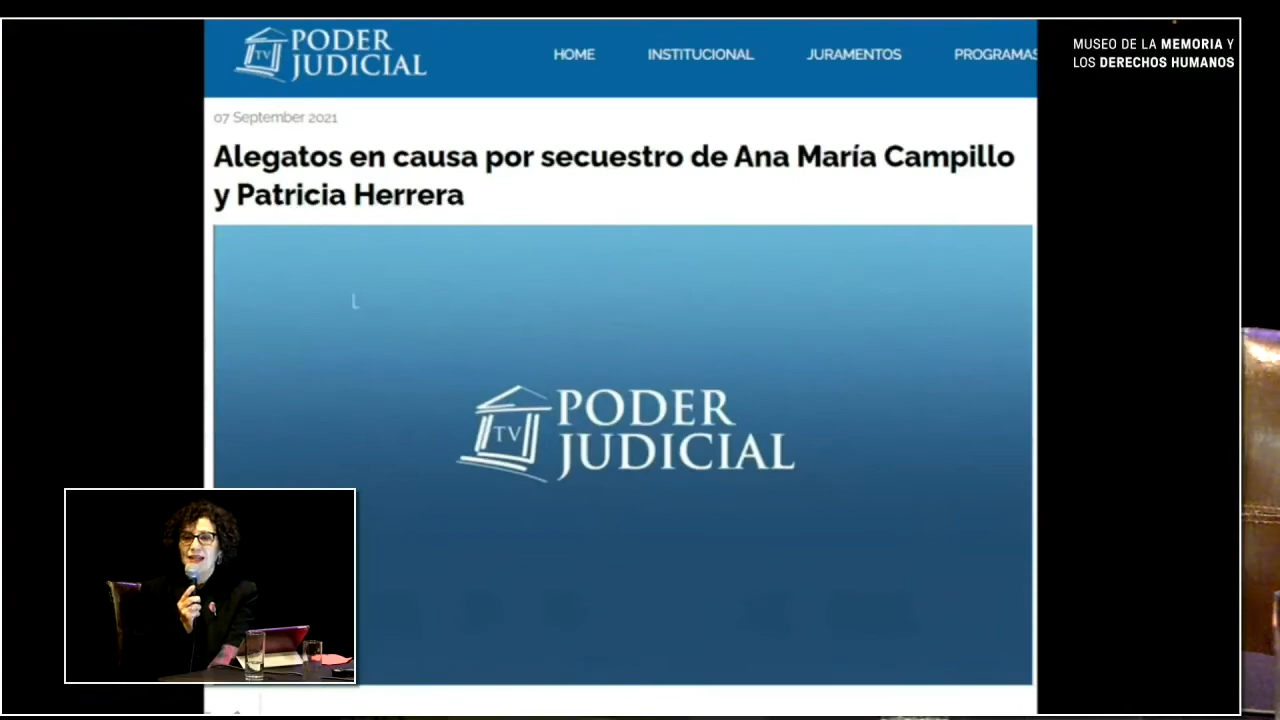 PODER
TV
JUDICIAL
HOME
INSTITUCIONAL
JURAMENTOS
PROGRAMAS
MUSEO DE LA MEMORIA Y
LOS DERECHOS HUMANOS
07 September 2021
Alegatos en causa por secuestro de Ana María Campillo
y Patricia Herrera
L
PODER
TV
JUDICIAL